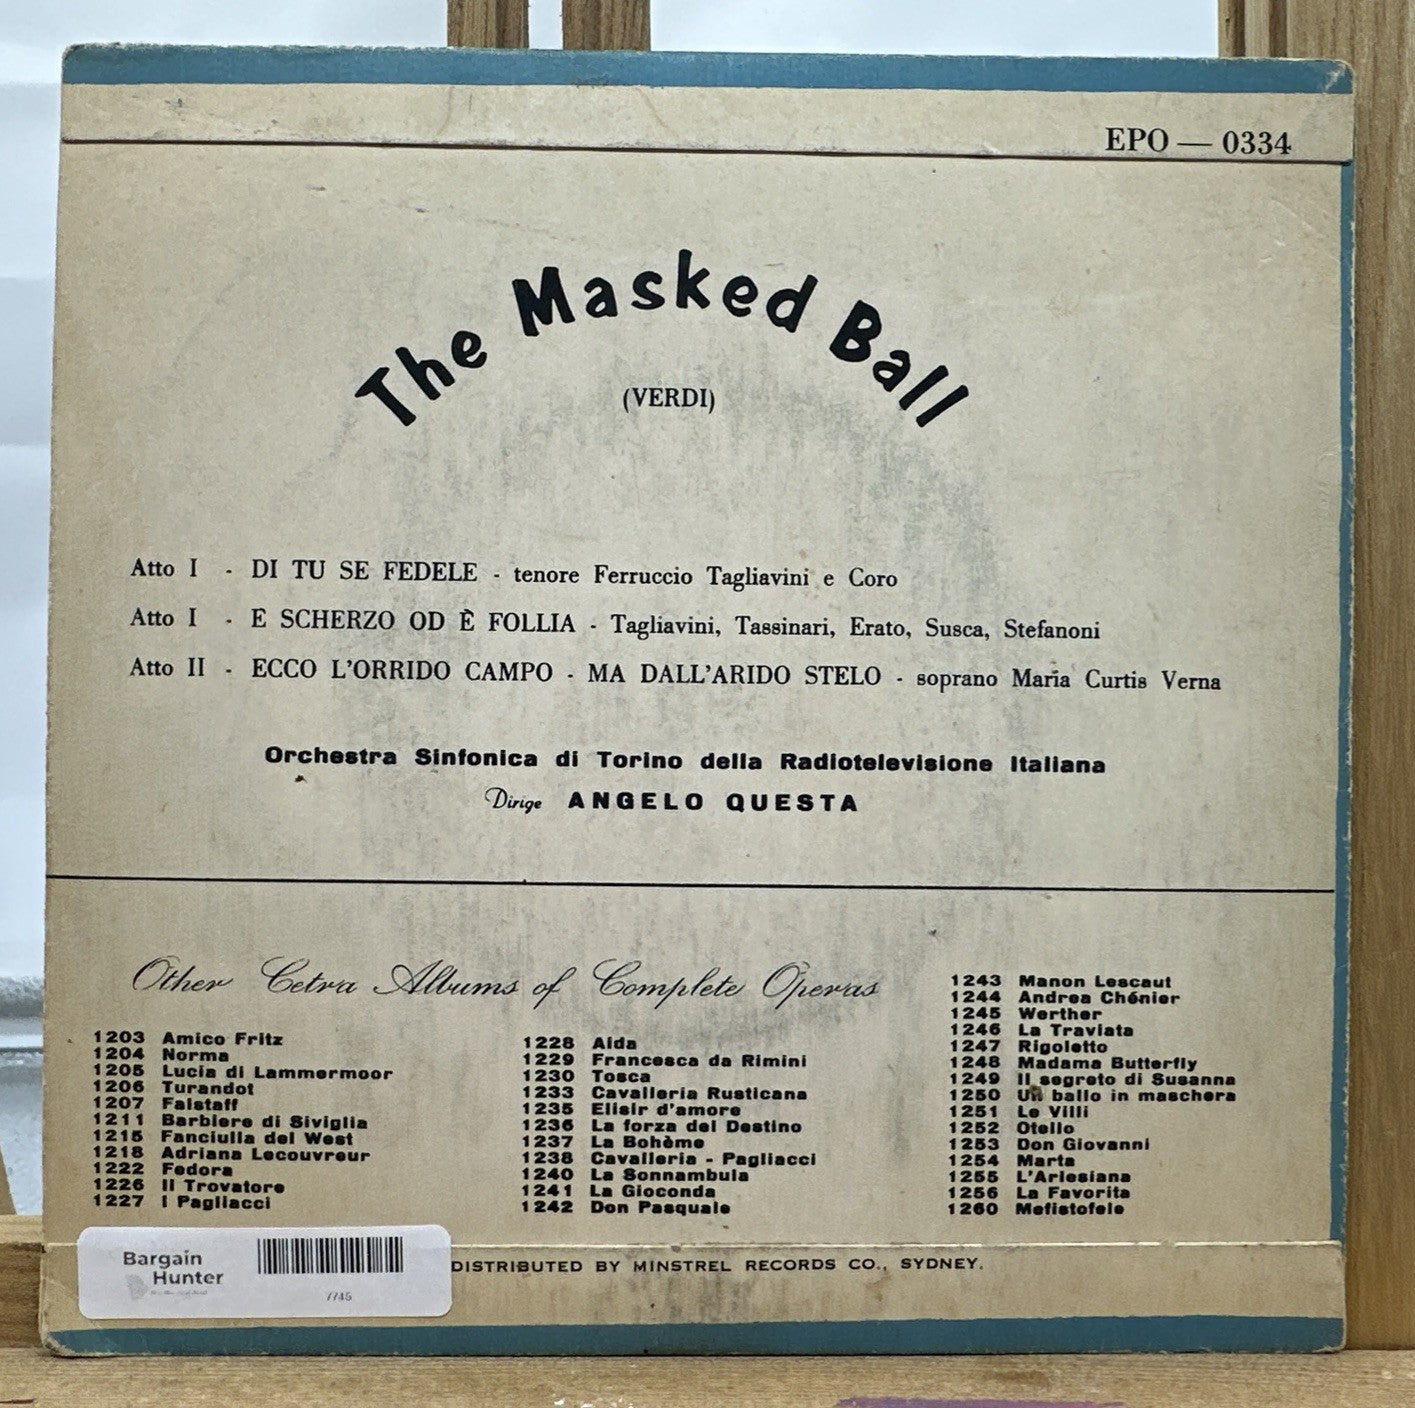 EPO — 0334
The Masked Ball
(VERDI)
Atto I - DI TU SE FEDELE - tenore Ferruccio Tagliavini e Coro
Atto I - E SCHERZO OD È FOLLIA - Tagliavini, Tassinari, Erato, Susca, Stefanoni
Atto II - ECCO L'ORRIDO CAMPO - MA DALL'ARIDO STELO - soprano Maria Curtis Verna
Orchestra Sinfonica di Torino della Radiotelevisione Italiana
Dirige ANGELO QUESTA
Other Cetra Albums of Complete Operas
1203 Amico Fritz
1204 Norma
1205 Lucia di Lammermoor
1206 Turandot
1207 Falstaff
1211 Barbiere di Siviglia
1215 Fanciulla del West
1218 Adriana Lecouvreur
1222 Fedora
1226 Il Trovatore
1227 I Pagliacci
1228 Aida
1229 Francesca da Rimini
1230 Tosca
1233 Cavalleria Rusticana
1235 Elisir d'amore
1236 La forza del Destino
1237 La Bohème
1238 Cavalleria - Pagliacci
1240 La Sonnambula
1241 La Gioconda
1242 Don Pasquale
1243 Manon Lescaut
1244 Andrea Chénier
1245 Werther
1246 La Traviata
1247 Rigoletto
1248 Madama Butterfly
1249 Il segreto di Susanna
1250 Un ballo in maschera
1251 Le Villi
1252 Otello
1253 Don Giovanni
1254 Marta
1255 L'Arlesiana
1256 La Favorita
1260 Mefistofele
Bargain
Hunter
7745
DISTRIBUTED BY MINSTREL RECORDS CO., SYDNEY.